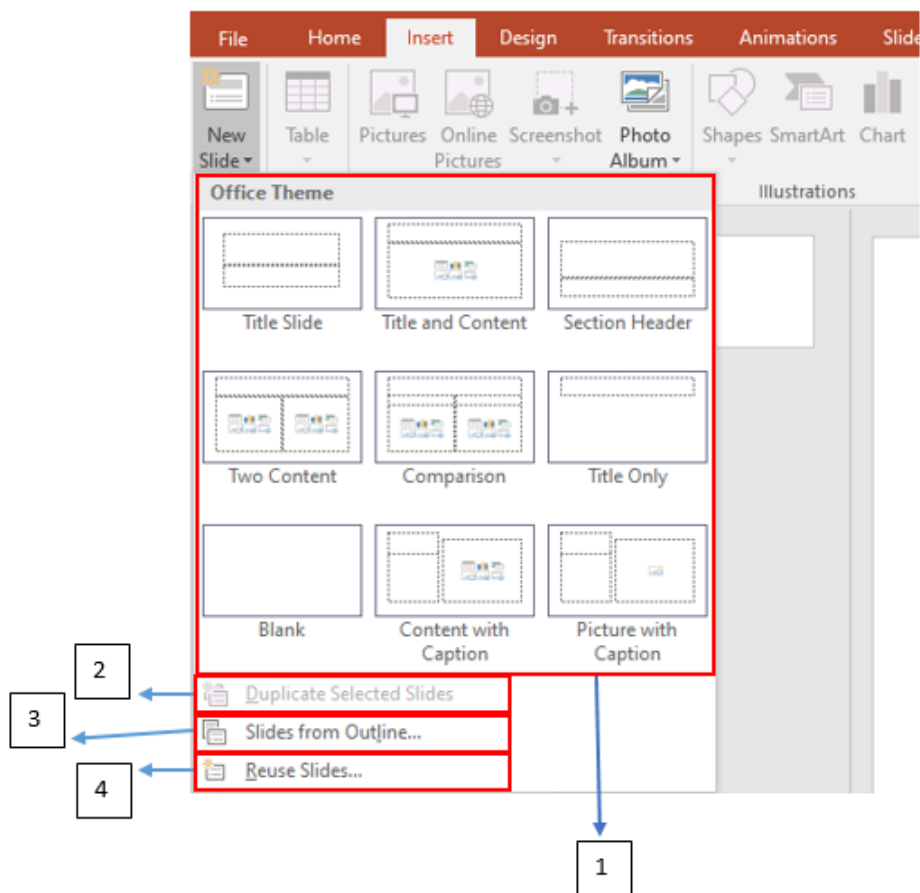 File Home Insert Design Transitions Animations Slide
New Slide Table Pictures Online Pictures Screenshot Photo Album Shapes SmartArt Chart
Illustrations
Office Theme
Title Slide Title and Content Section Header
Two Content Comparison Title Only
Blank Content with Caption Picture with Caption
2 Duplicate Selected Slides
3 Slides from Outline...
4 Reuse Slides...
1